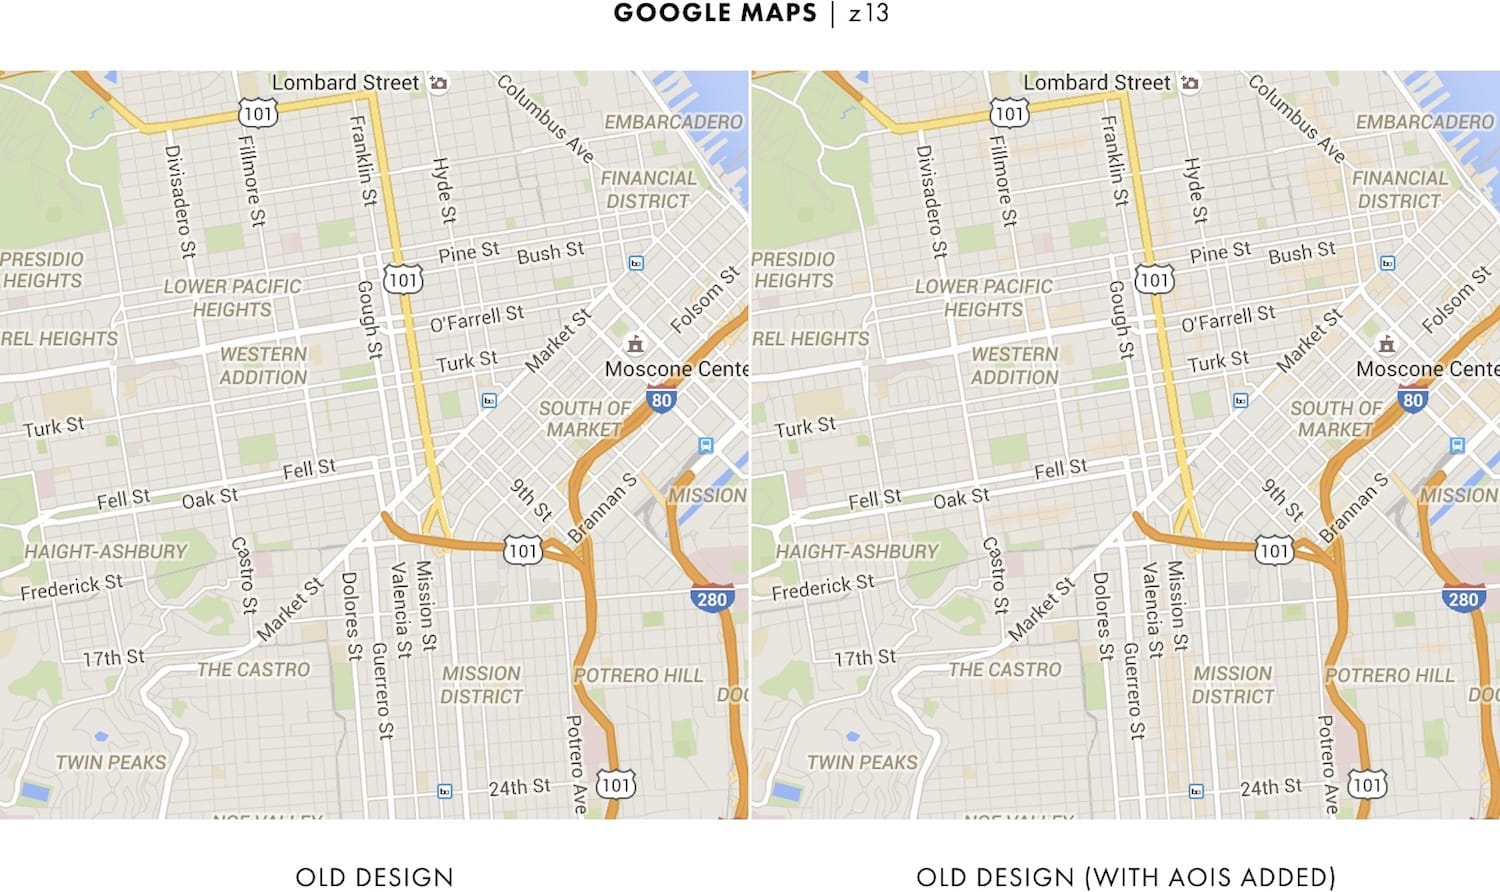 GOOGLE MAPS | z13
Lombard Street
Columbus Ave
101
EMBARCADERO
Franklin St
Fillmore St
Divisadero St
Hyde St
FINANCIAL
DISTRICT
PRESIDIO
HEIGHTS
Pine St
Bush St
101
LOWER PACIFIC
HEIGHTS
Gough St
Folsom St
O'Farrell St
Market St
REL HEIGHTS
WESTERN
ADDITION
Turk St
Moscone Cente
80
SOUTH OF
MARKET
Turk St
Fell St
Fell St
Oak St
9th St
Brannan S
MISSION
HAIGHT-ASHBURY
101
Castro St
Frederick St
Market St
Dolores St
Valencia St
Mission St
280
17th St
THE CASTRO
Guerrero St
MISSION
DISTRICT
POTRERO HILL
DOG
Potrero Ave
TWIN PEAKS
24th St
101
NOE VALLEY
Lombard Street
Columbus Ave
101
EMBARCADERO
Franklin St
Fillmore St
Divisadero St
Hyde St
FINANCIAL
DISTRICT
PRESIDIO
HEIGHTS
Pine St
Bush St
101
LOWER PACIFIC
HEIGHTS
Gough St
Folsom St
O'Farrell St
Market St
REL HEIGHTS
WESTERN
ADDITION
Turk St
Moscone Cente
80
SOUTH OF
MARKET
Turk St
Fell St
Fell St
Oak St
9th St
Brannan S
MISSION
HAIGHT-ASHBURY
101
Castro St
Frederick St
Market St
Dolores St
Valencia St
Mission St
280
17th St
THE CASTRO
Guerrero St
MISSION
DISTRICT
POTRERO HILL
DOG
Potrero Ave
TWIN PEAKS
24th St
101
NOE VALLEY
OLD DESIGN
OLD DESIGN (WITH AOIS ADDED)